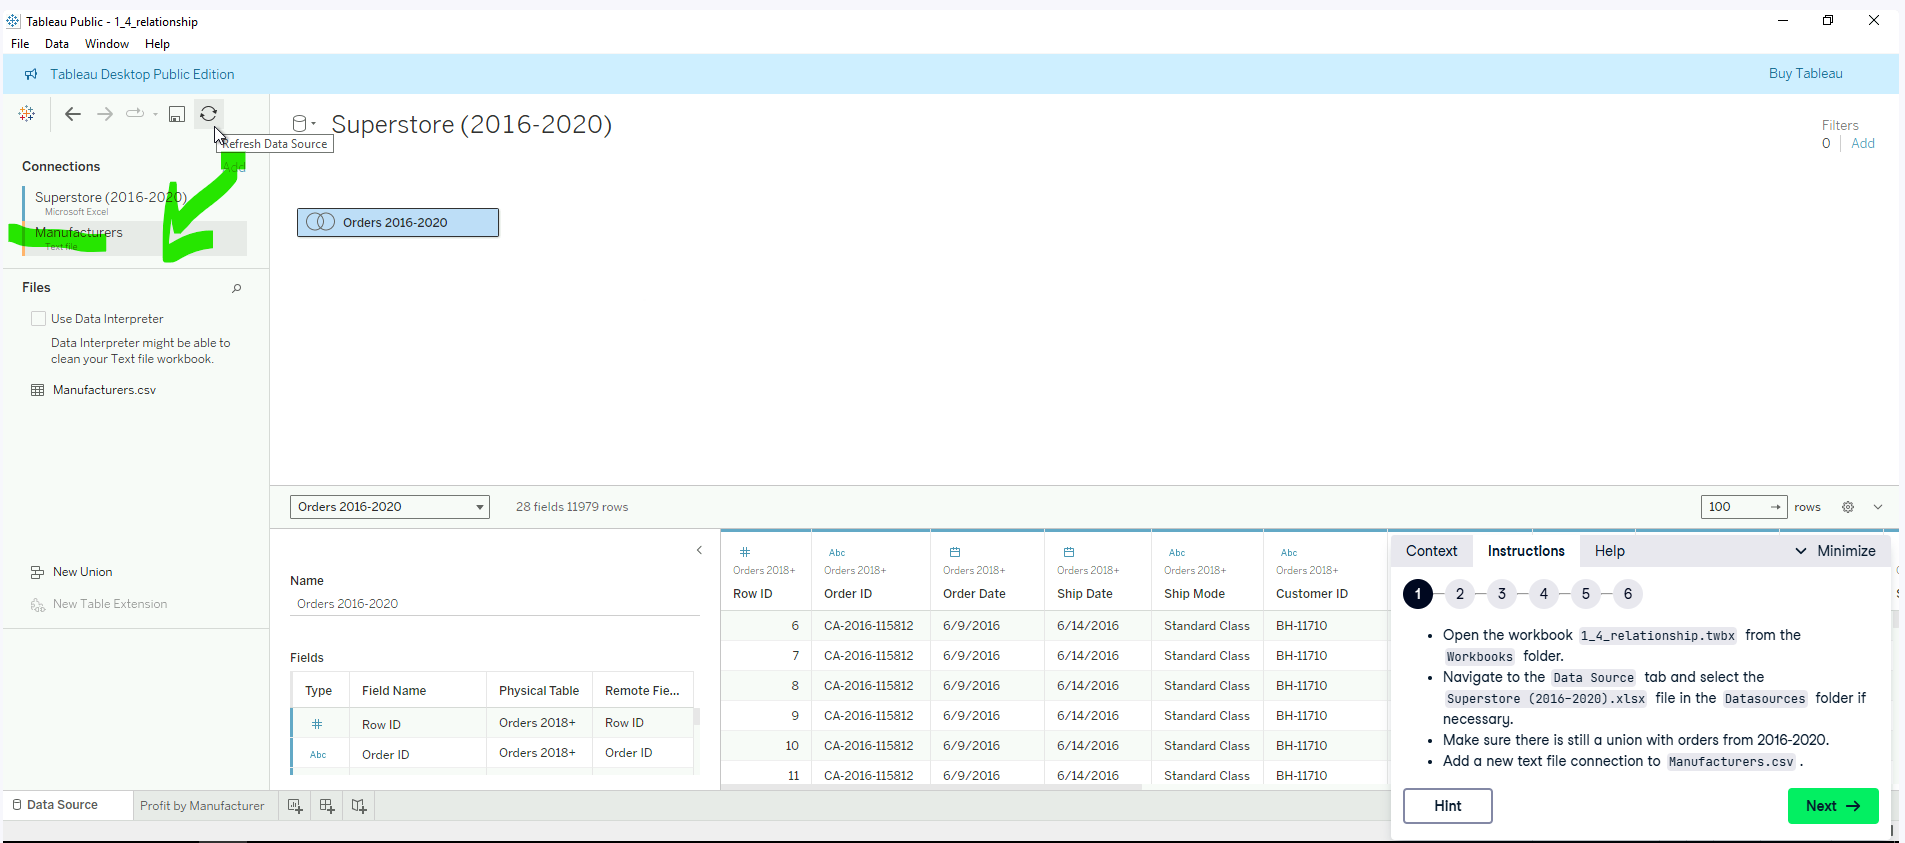 Tableau Public - 1_4_relationship
File Data Window Help
Tableau Desktop Public Edition
Buy Tableau
Refresh Data Source
Superstore (2016-2020)
Filters
0 Add
Connections
Add
Superstore (2016-2020)
Microsoft Excel
Manufacturers
Text file
Orders 2016-2020
Files
Use Data Interpreter
Data Interpreter might be able to
clean your Text file workbook.
Manufacturers.csv
New Union
New Table Extension
Orders 2016-2020
28 fields 11979 rows
100 → rows
Name
Orders 2016-2020
Fields
Type Field Name Physical Table Remote Fie...
# Row ID Orders 2018+ Row ID
Abc Order ID Orders 2018+ Order ID
# Abc Abc Abc
Orders 2018+ Orders 2018+ Orders 2018+ Orders 2018+ Orders 2018+ Orders 2018+
Row ID Order ID Order Date Ship Date Ship Mode Customer ID
6 CA-2016-115812 6/9/2016 6/14/2016 Standard Class BH-11710
7 CA-2016-115812 6/9/2016 6/14/2016 Standard Class BH-11710
8 CA-2016-115812 6/9/2016 6/14/2016 Standard Class BH-11710
9 CA-2016-115812 6/9/2016 6/14/2016 Standard Class BH-11710
10 CA-2016-115812 6/9/2016 6/14/2016 Standard Class BH-11710
11 CA-2016-115812 6/9/2016 6/14/2016 Standard Class BH-11710
Context Instructions Help Minimize
1 2 3 4 5 6
• Open the workbook 1_4_relationship.twbx from the
Workbooks folder.
• Navigate to the Data Source tab and select the
Superstore (2016-2020).xlsx file in the Datasources folder if
necessary.
• Make sure there is still a union with orders from 2016-2020.
• Add a new text file connection to Manufacturers.csv .
HInt
Next →
Data Source Profit by Manufacturer